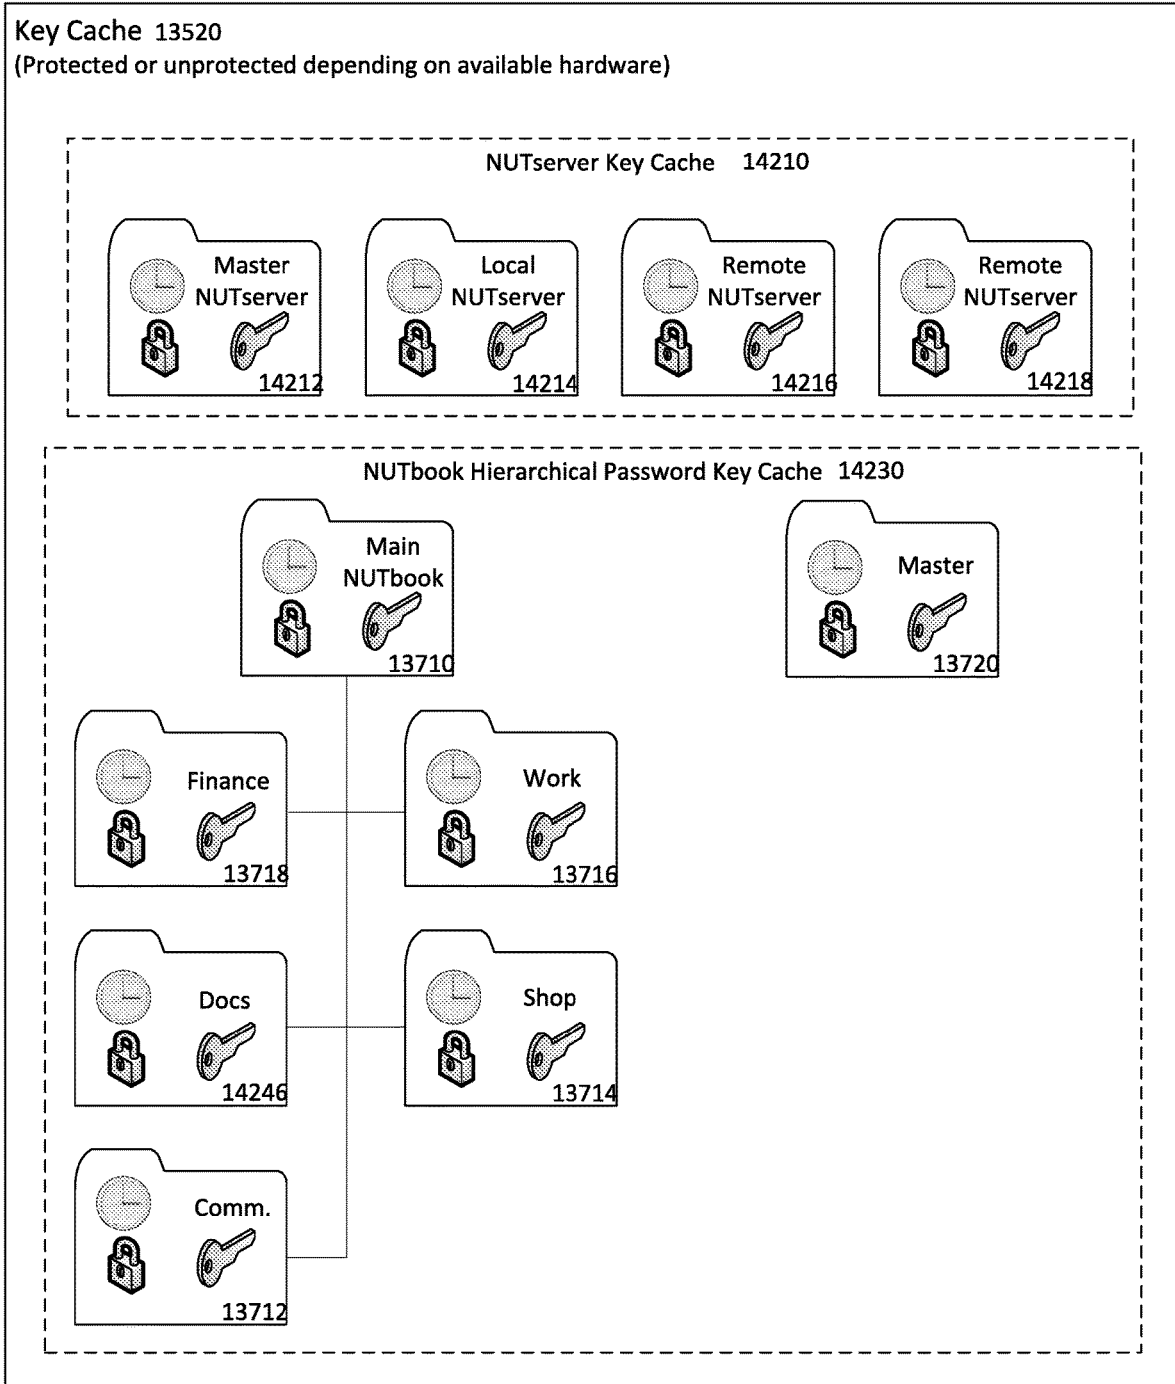 Key Cache 13520
(Protected or unprotected depending on available hardware)
NUTserver Key Cache 14210
Master
NUTserver
14212
Local
NUTserver
14214
Remote
NUTserver
14216
Remote
NUTserver
14218
NUTbook Hierarchical Password Key Cache 14230
Main
NUTbook
13710
Master
13720
Finance
13718
Work
13716
Docs
14246
Shop
13714
Comm.
13712